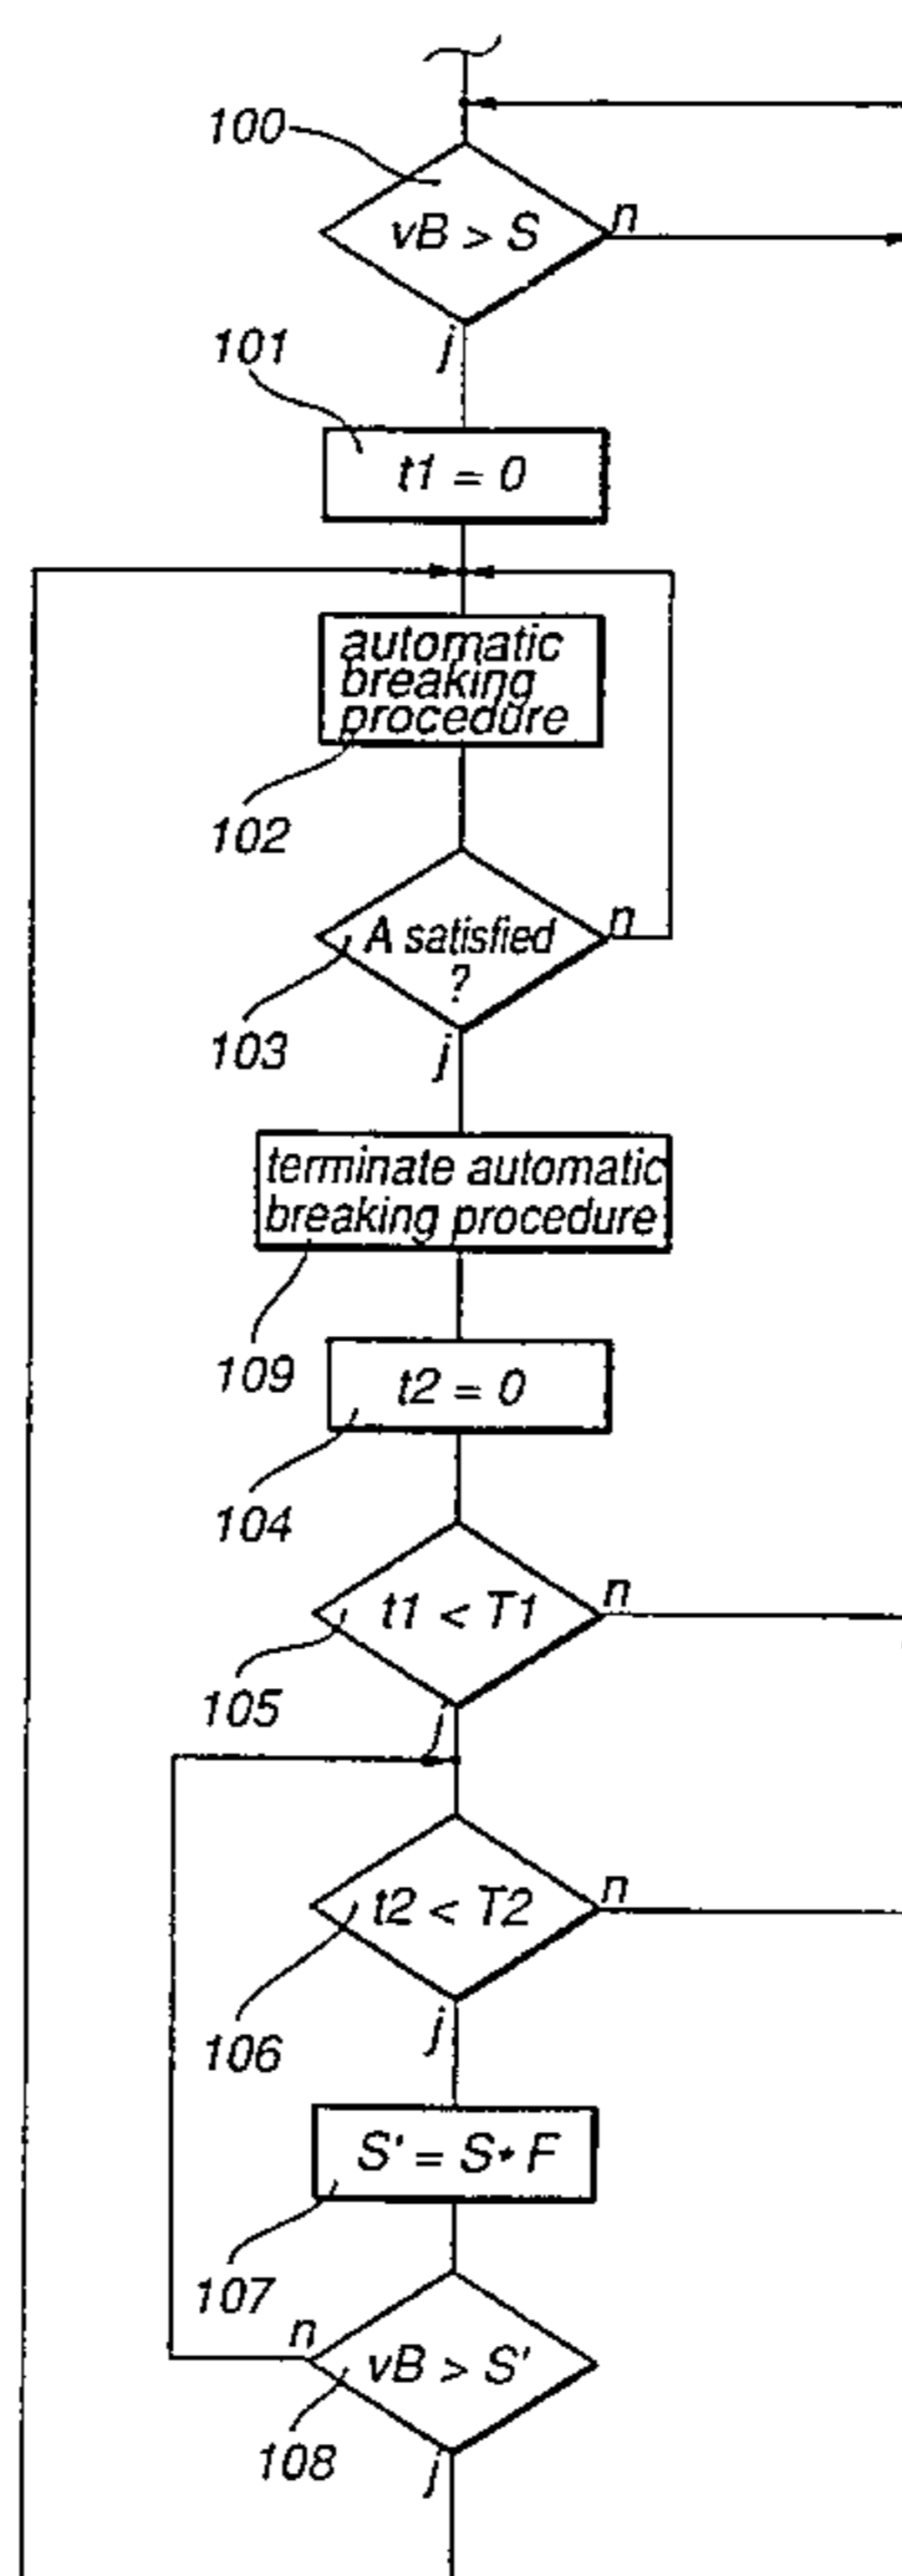 100
vB > S
n
j
101
t1 = 0
automatic
breaking
procedure
102
A satisfied
?
n
103
j
terminate automatic
breaking procedure
109
t2 = 0
104
t1 < T1
n
105
j
t2 < T2
n
106
j
S' = S* F
107
n
vB > S'
108
j